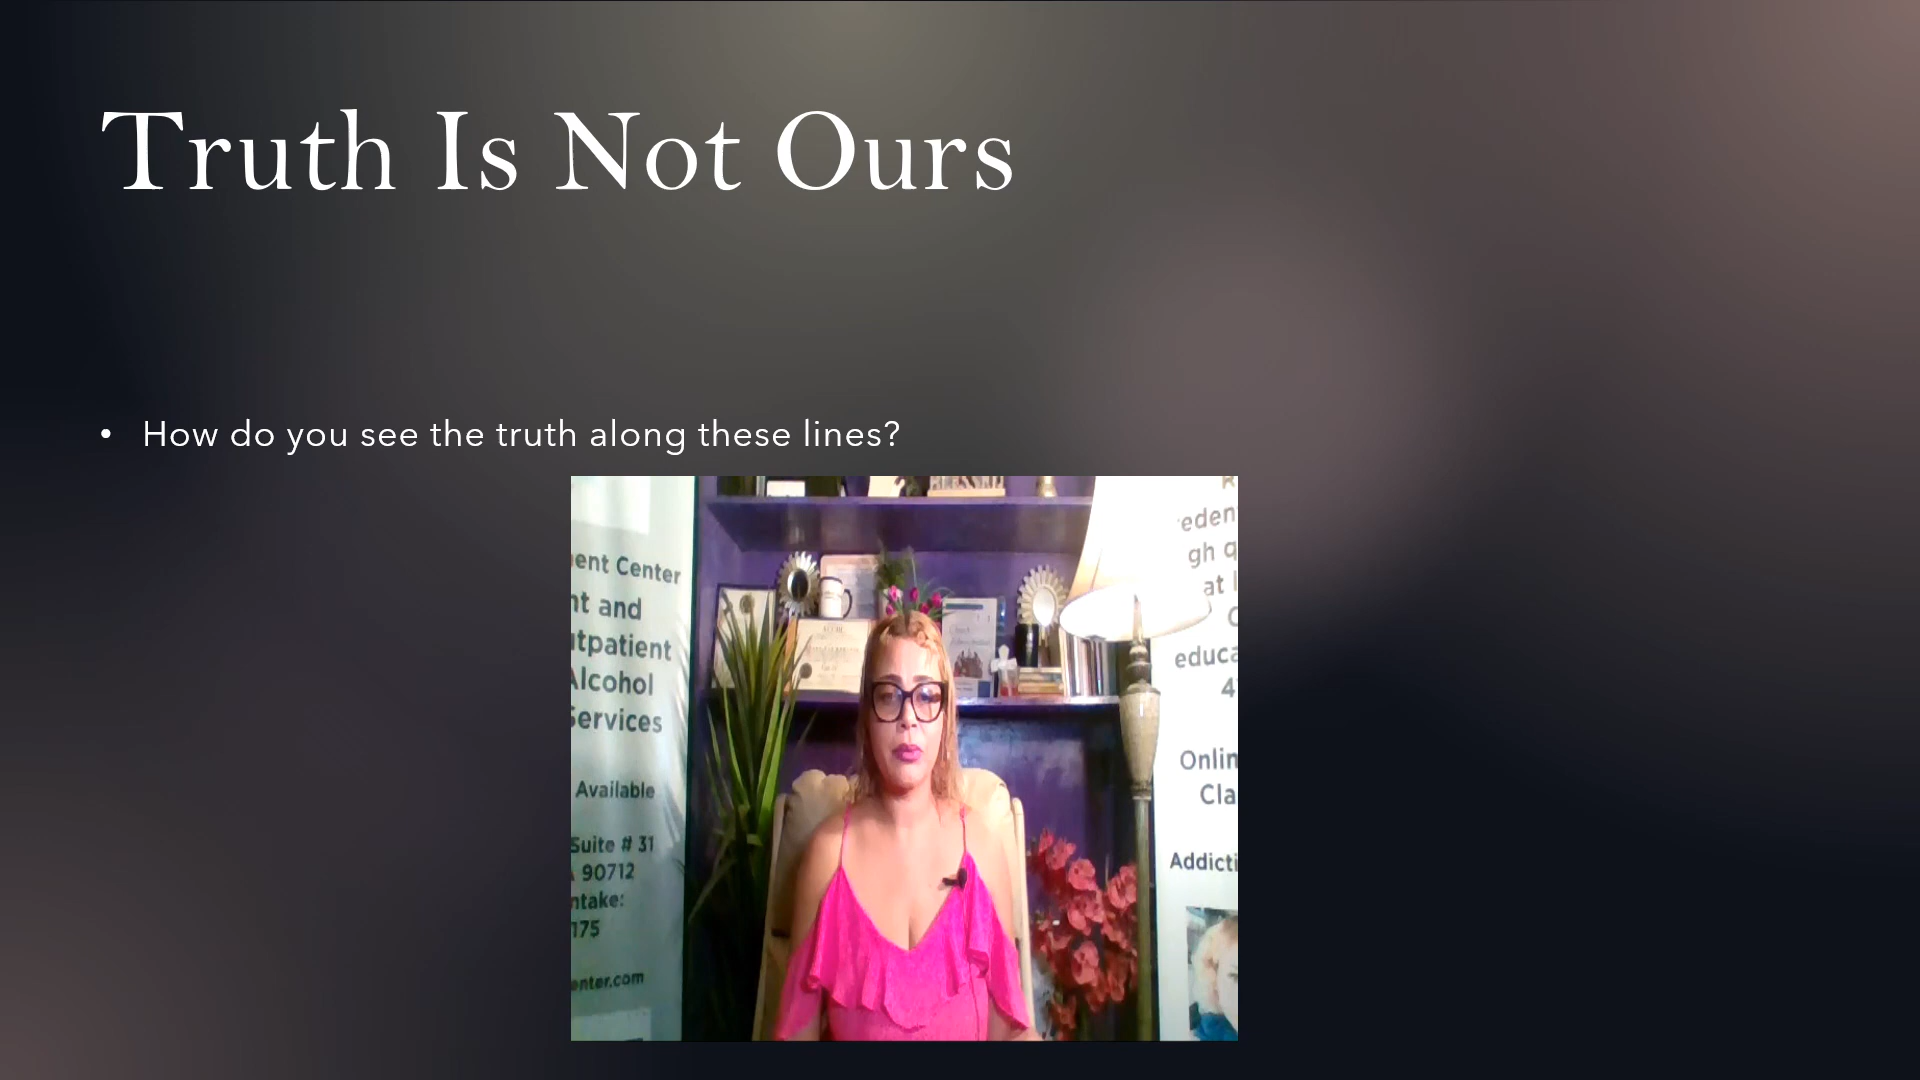 Truth Is Not Ours
• How do you see the truth along these lines?
ent Center
nt and
tpatient
Alcohol
Services
Available
Suite # 31
90712
ntake:
175
enter.com
R
eden
gh q
at l
C
educa
4
Onlin
Cla
Addicti